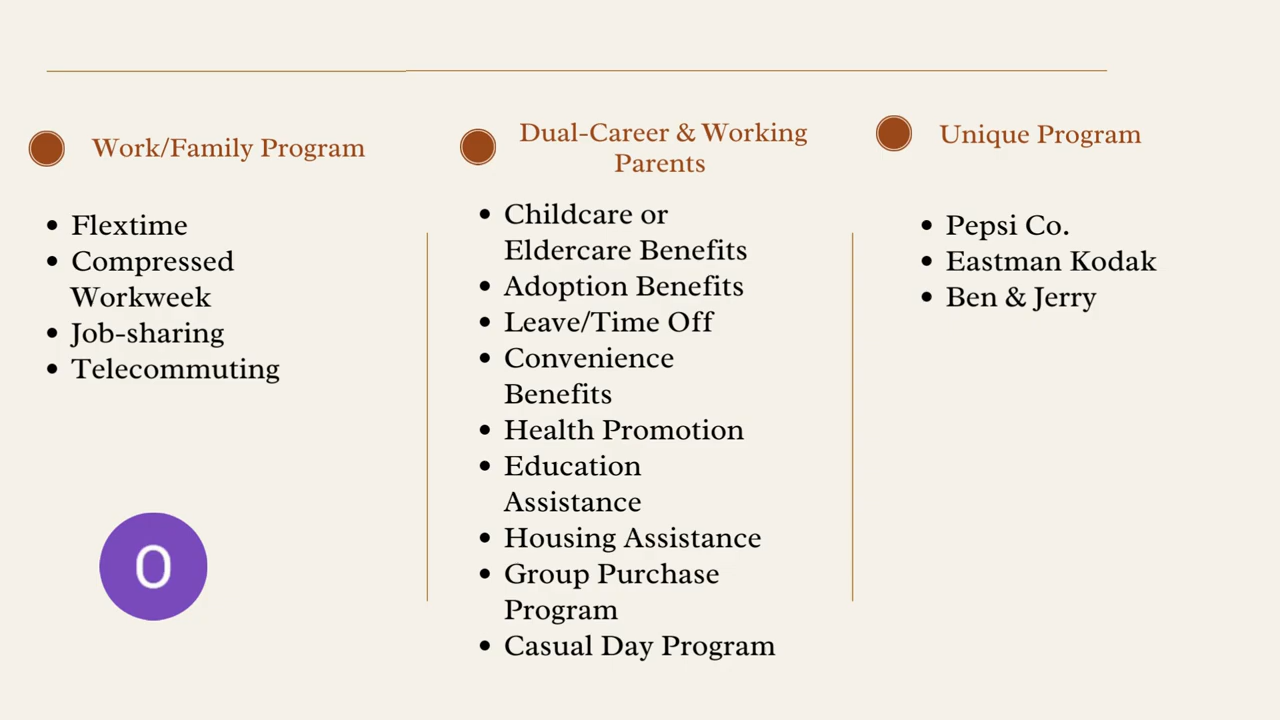 Work/Family Program
Flextime
Compressed
Workweek
Job-sharing
Telecommuting
Dual-Career & Working
Parents
Childcare or
Eldercare Benefits
Adoption Benefits
Leave/Time Off
Convenience
Benefits
Health Promotion
Education
Assistance
Housing Assistance
Group Purchase
Program
Casual Day Program
Unique Program
Pepsi Co.
Eastman Kodak
Ben & Jerry
O